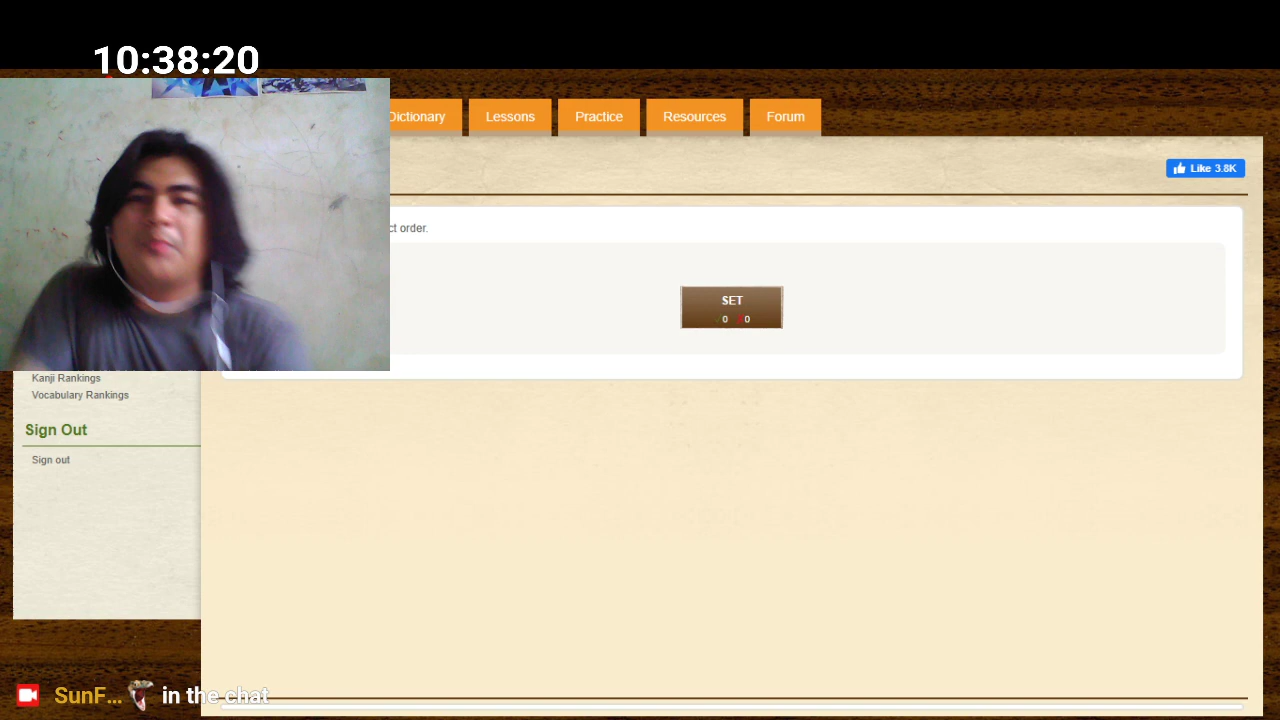 10:38:20
Dictionary Lessons Practice Resources Forum
Like 3.8K
order.
SET
0 0
Kanji Rankings
Vocabulary Rankings
Sign Out
Sign out
SunF... in the chat